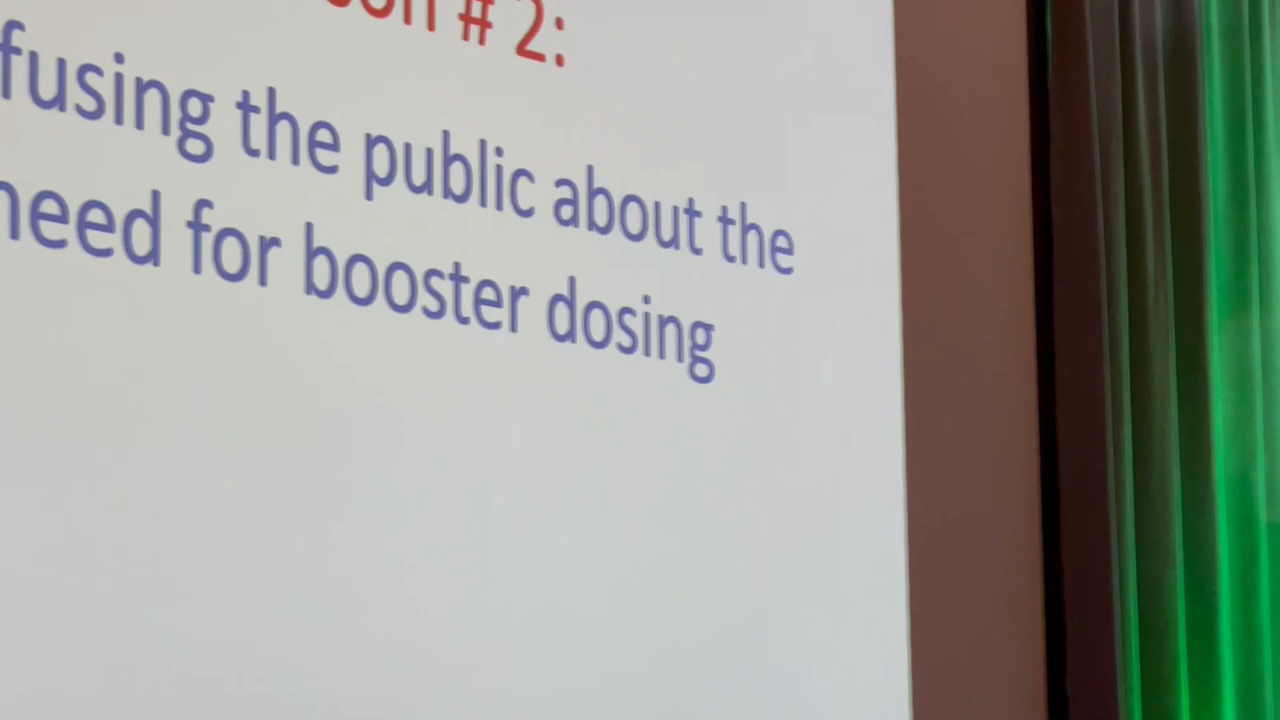 # 2:
fusing the public about the
need for booster dosing